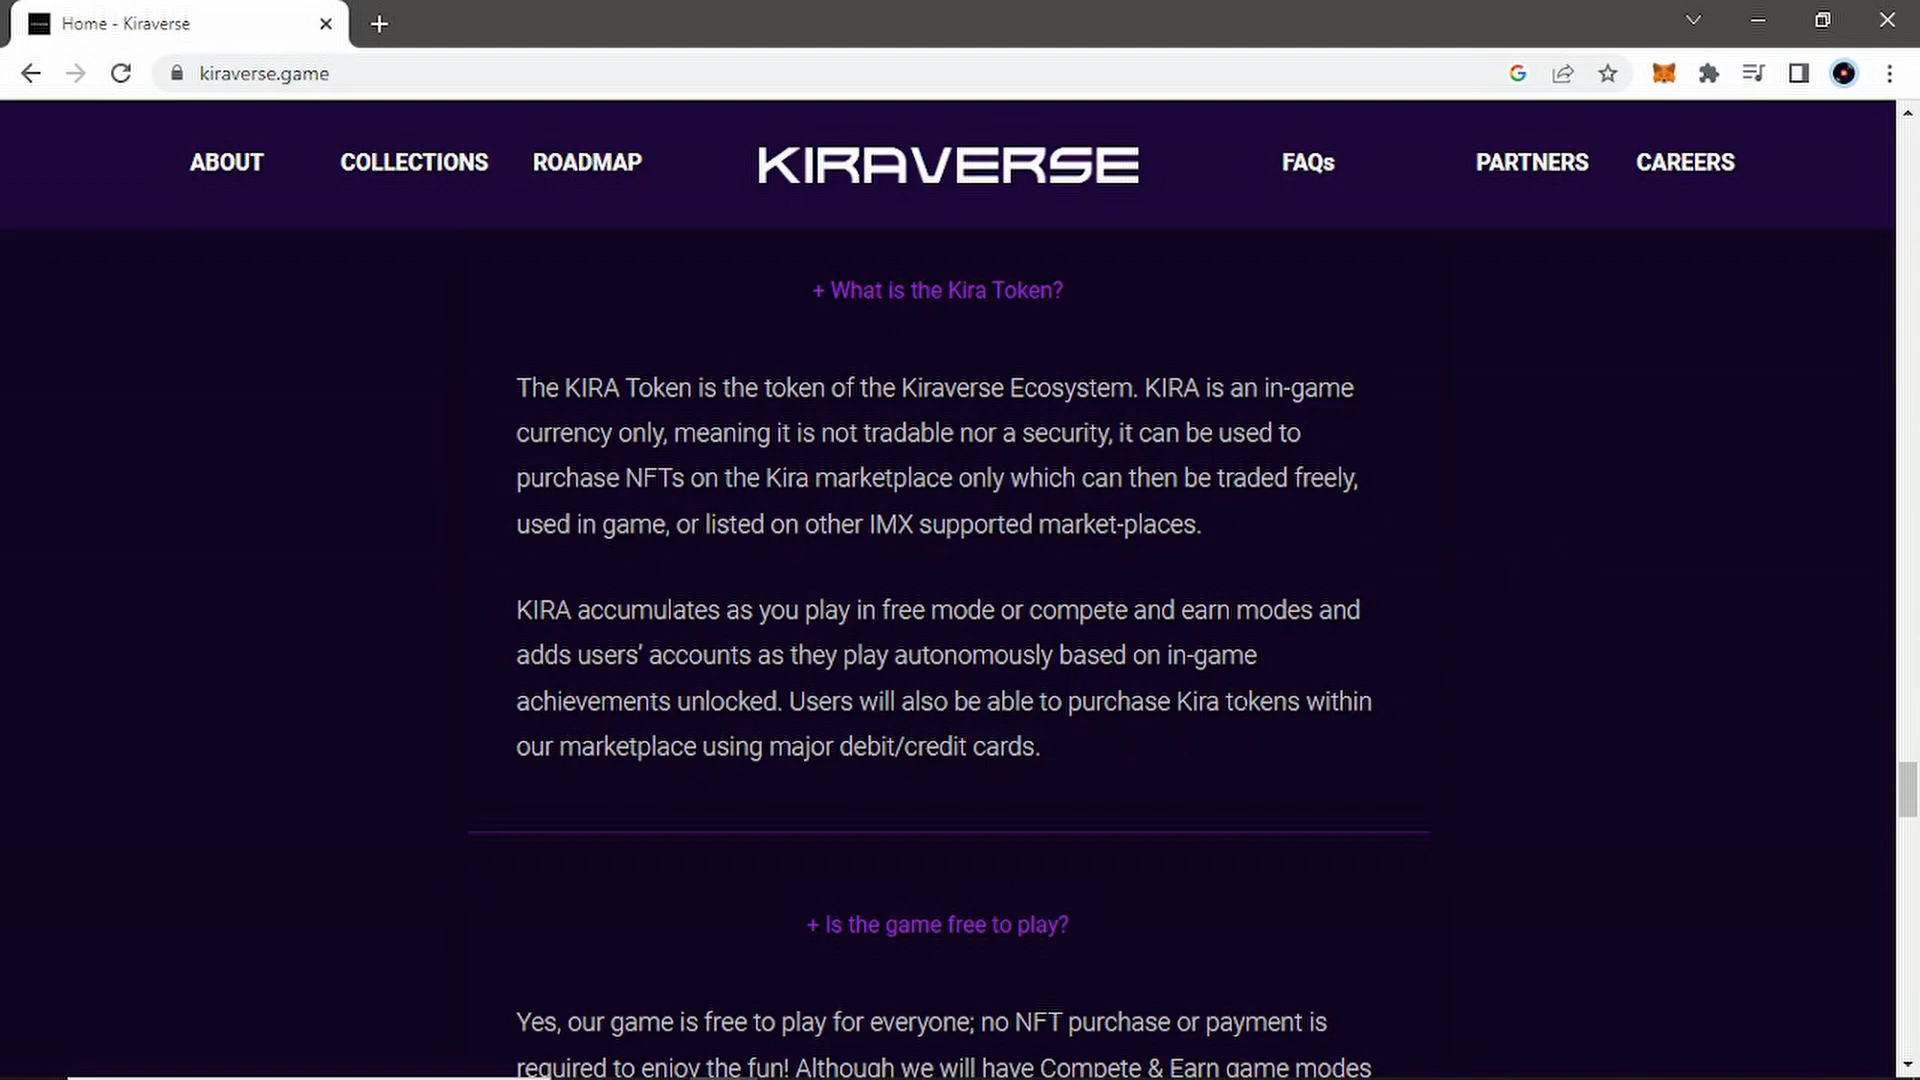 Home - Kiraverse
kiraverse.game
ABOUT COLLECTIONS ROADMAP KIRAVERSE FAQs PARTNERS CAREERS
+ What is the Kira Token?
The KIRA Token is the token of the Kiraverse Ecosystem. KIRA is an in-game
currency only, meaning it is not tradable nor a security, it can be used to
purchase NFTs on the Kira marketplace only which can then be traded freely,
used in game, or listed on other IMX supported market-places.
KIRA accumulates as you play in free mode or compete and earn modes and
adds users’ accounts as they play autonomously based on in-game
achievements unlocked. Users will also be able to purchase Kira tokens within
our marketplace using major debit/credit cards.
+ Is the game free to play?
Yes, our game is free to play for everyone; no NFT purchase or payment is
required to enjoy the fun! Although we will have Compete & Earn game modes